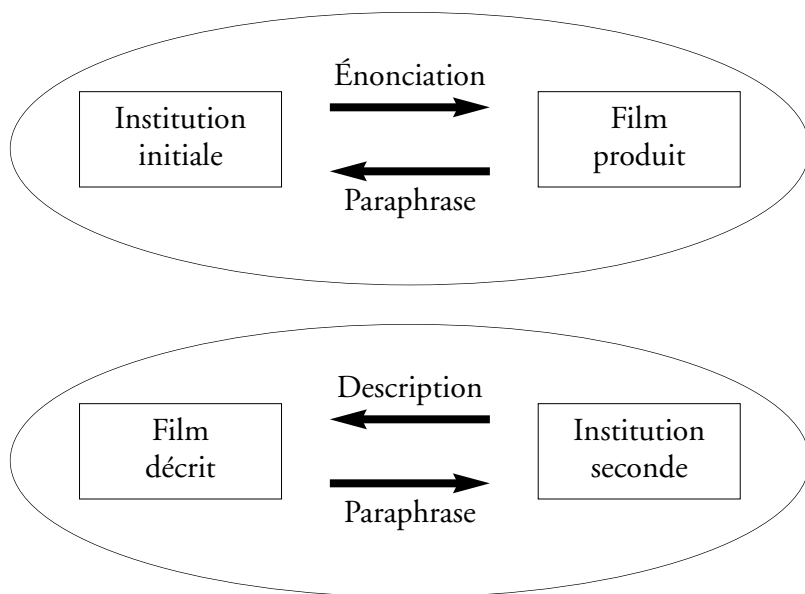 Énonciation
Institution
initiale
Film
produit
Paraphrase
Description
Film
décrit
Institution
seconde
Paraphrase